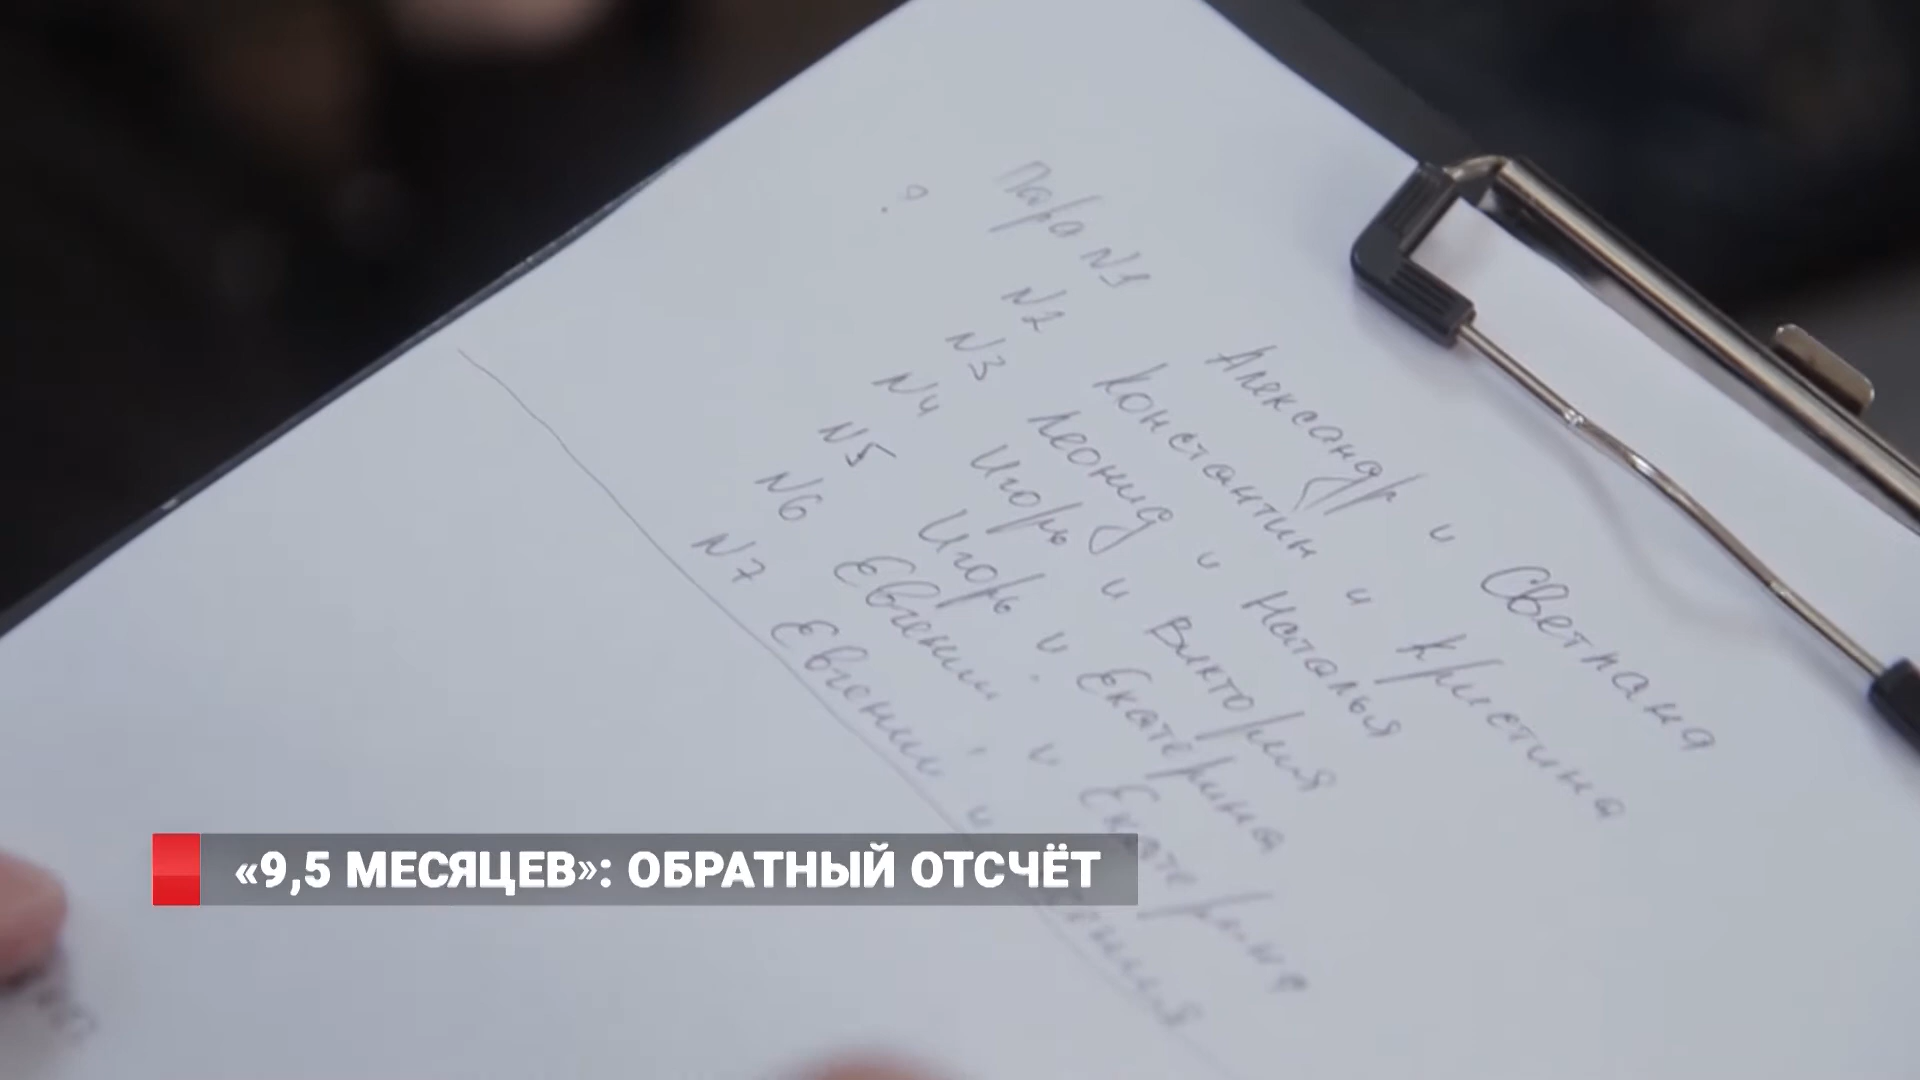 Пара №1 Александр и Светлана
?
№2 Константин и Кристина
№3 Леонид и Наталья
№4 Игорь и Виктория
№5 Игорь и Екатерина
№6 Евгений и Екатерина
№7 Евгений и
«9,5 МЕСЯЦЕВ»: ОБРАТНЫЙ ОТСЧЁТ